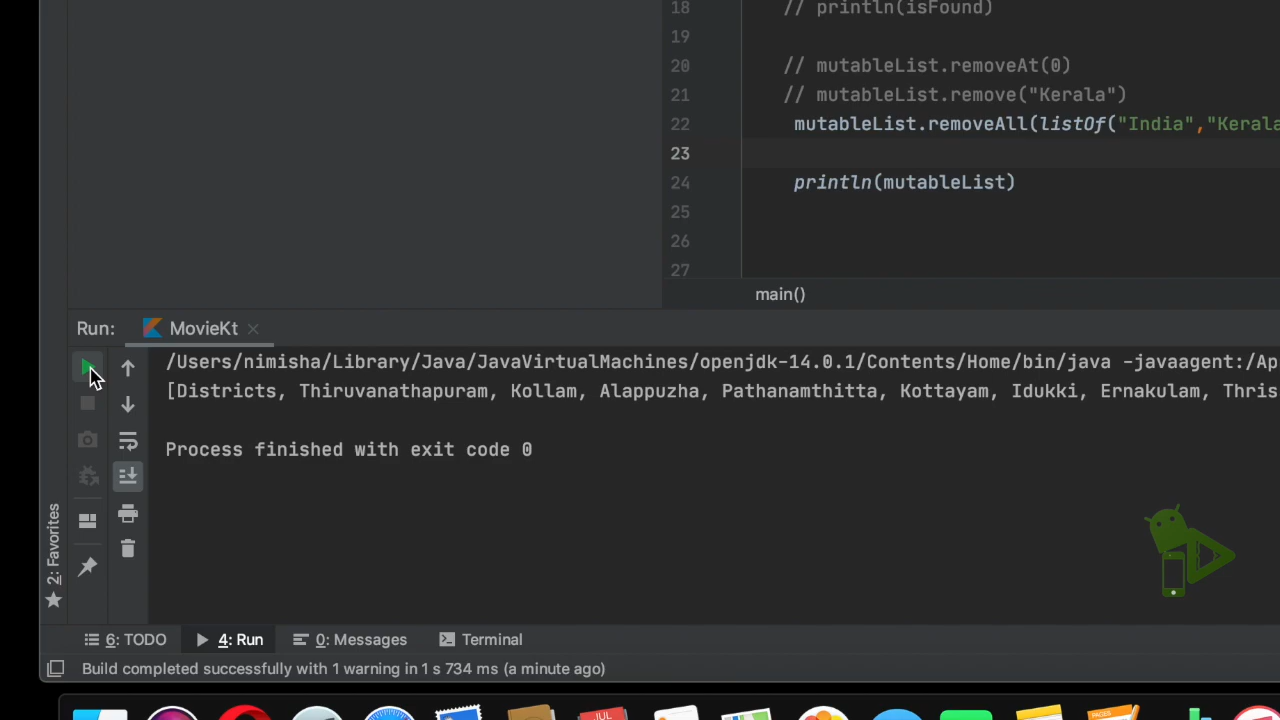 18 // println(isFound)
19
20 // mutableList.removeAt(0)
21 // mutableList.remove("Kerala")
22 mutableList.removeAll(listOf("India","Kerala
23
24 println(mutableList)
25
26
27
main()
Run: MovieKt
/Users/nimisha/Library/Java/JavaVirtualMachines/openjdk-14.0.1/Contents/Home/bin/java -javaagent:/Ap
[Districts, Thiruvanathapuram, Kollam, Alappuzha, Pathanamthitta, Kottayam, Idukki, Ernakulam, Thris
Process finished with exit code 0
2: Favorites
6: TODO 4: Run 0: Messages Terminal
Build completed successfully with 1 warning in 1 s 734 ms (a minute ago)
JUL
PAGES